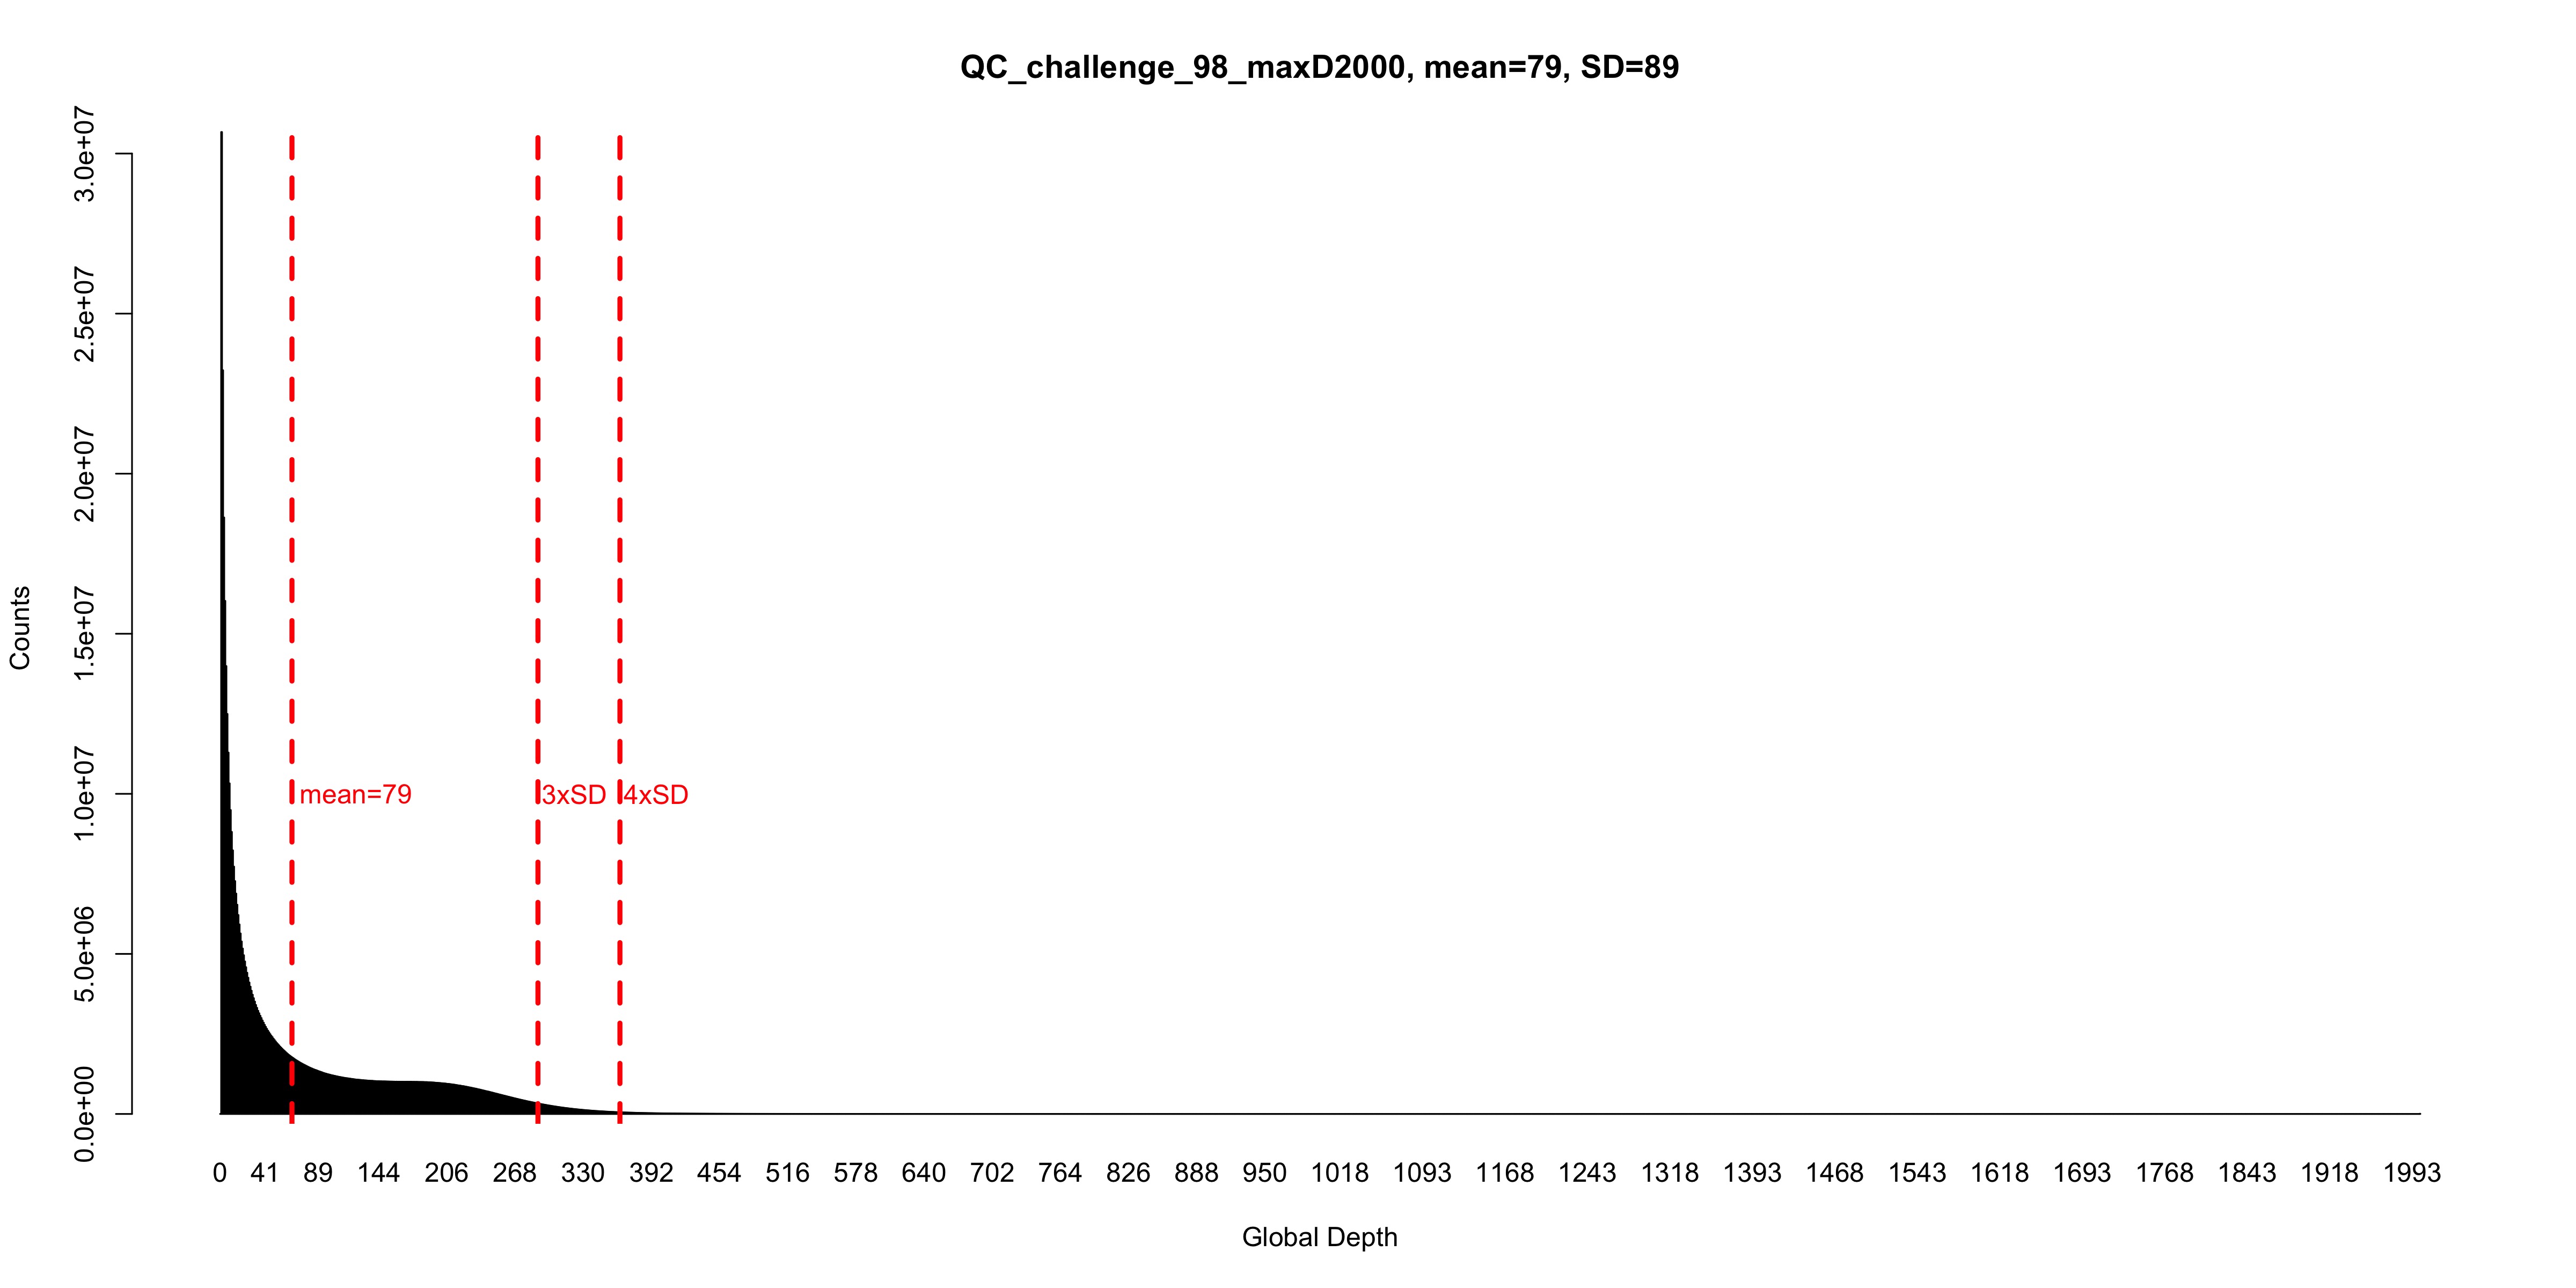 QC_challenge_98_maxD2000, mean=79, SD=89
3.0e+07
2.5e+07
2.0e+07
1.5e+07
1.0e+07
5.0e+06
0.0e+00
Counts
mean=79 3xSD 4xSD
0 41 89 144 206 268 330 392 454 516 578 640 702 764 826 888 950 1018 1093 1168 1243 1318 1393 1468 1543 1618 1693 1768 1843 1918 1993
Global Depth